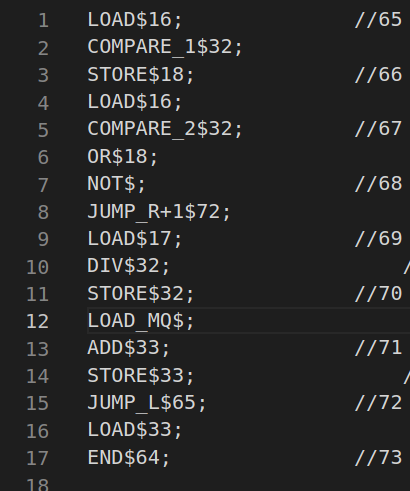 1 LOAD$16; //65
2 COMPARE_1$32;
3 STORE$18; //66
4 LOAD$16;
5 COMPARE_2$32; //67
6 OR$18;
7 NOT$; //68
8 JUMP_R+1$72;
9 LOAD$17; //69
10 DIV$32; /
11 STORE$32; //70
12 LOAD_MQ$;
13 ADD$33; //71
14 STORE$33; /
15 JUMP_L$65; //72
16 LOAD$33;
17 END$64; //73
18